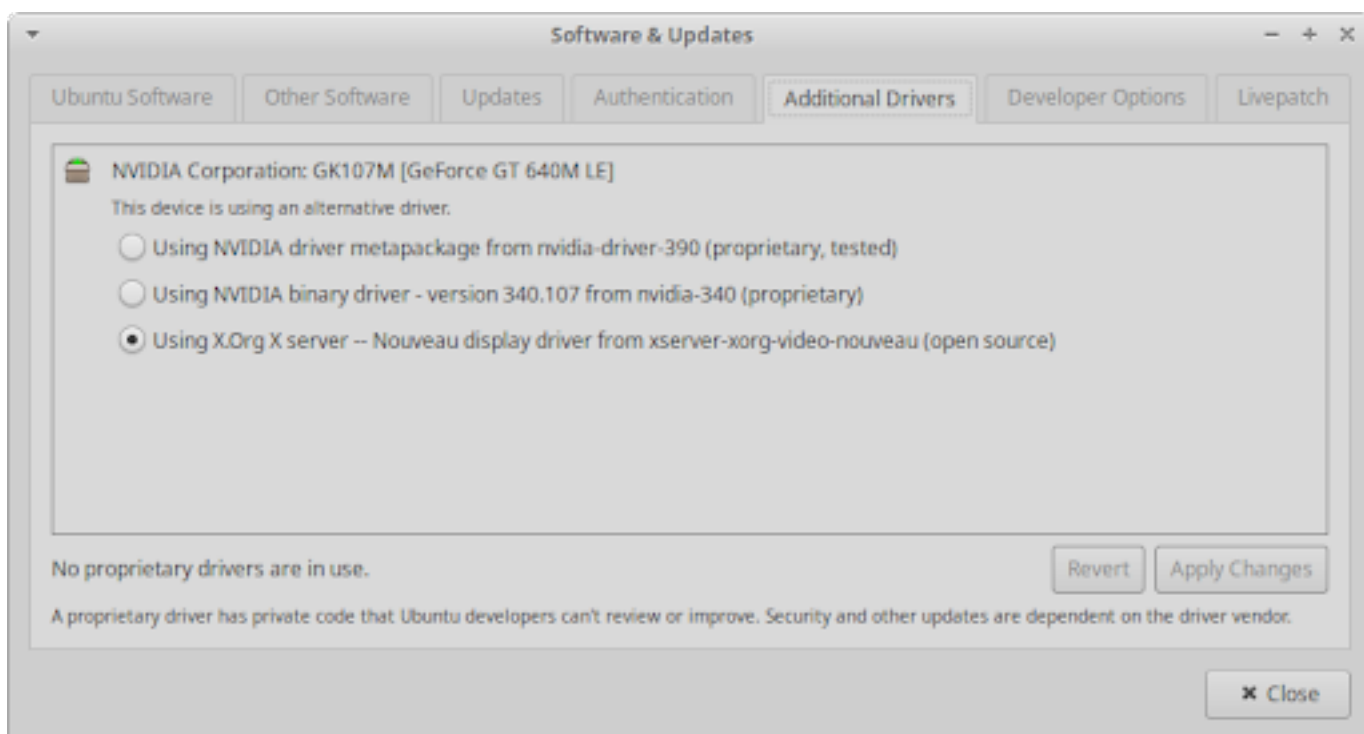 Software & Updates
Ubuntu Software
Other Software
Updates
Authentication
Additional Drivers
Developer Options
Livepatch
NVIDIA Corporation: GK107M [GeForce GT 640M LE]
This device is using an alternative driver.
Using NVIDIA driver metapackage from nvidia-driver-390 (proprietary, tested)
Using NVIDIA binary driver - version 340.107 from nvidia-340 (proprietary)
Using X.Org X server -- Nouveau display driver from xserver-xorg-video-nouveau (open source)
No proprietary drivers are in use.
Revert
Apply Changes
A proprietary driver has private code that Ubuntu developers can't review or improve. Security and other updates are dependent on the driver vendor.
Close